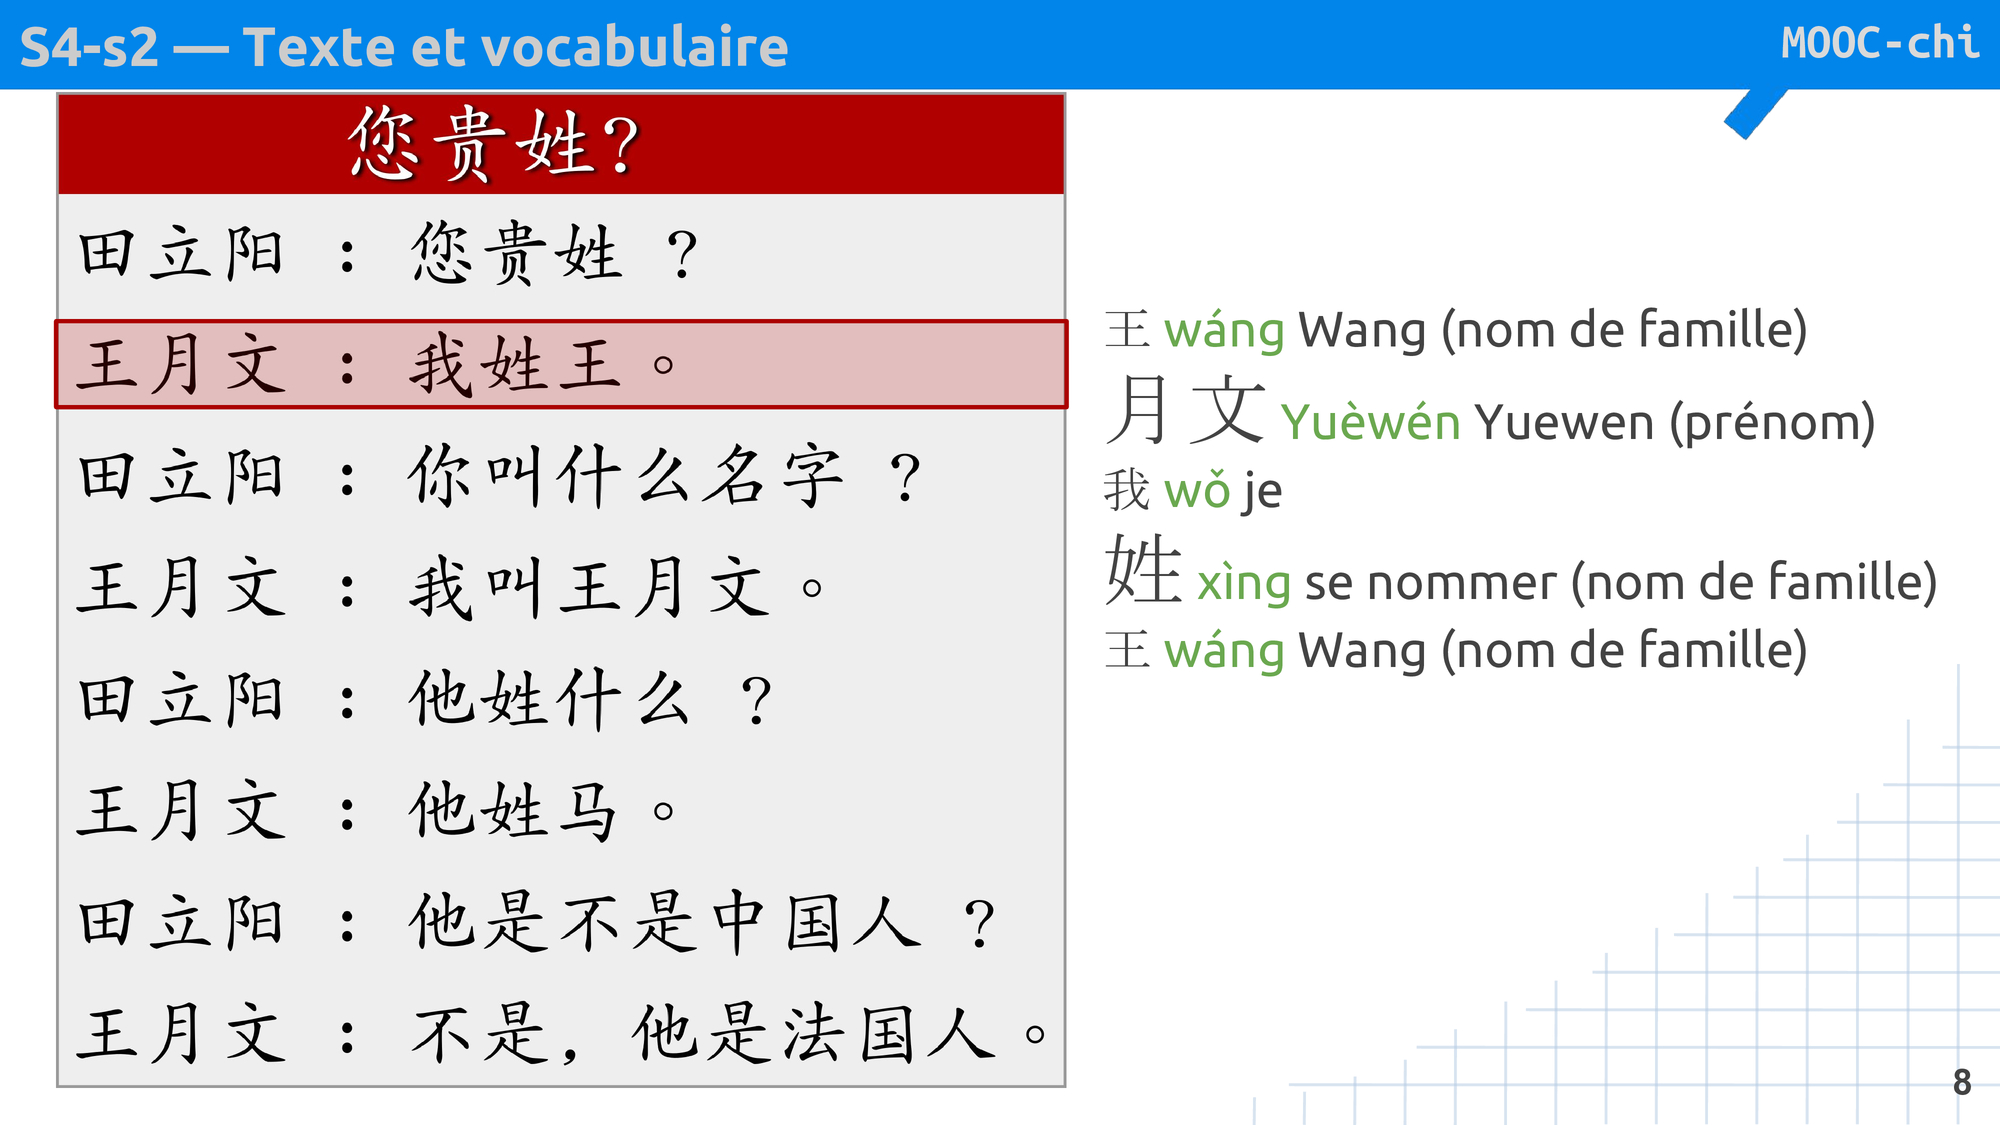 S4-s2 — Texte et vocabulaire
MOOC-chi
您贵姓？
田立阳 ：您贵姓 ？
王月文 ：我姓王。
田立阳 ：你叫什么名字 ？
王月文 ：我叫王月文。
田立阳 ：他姓什么 ？
王月文 ：他姓马。
田立阳 ：他是不是中国人 ？
王月文 ：不是，他是法国人。
王 wáng Wang (nom de famille)
月文 Yuèwén Yuewen (prénom)
我 wǒ je
姓 xìng se nommer (nom de famille)
王 wáng Wang (nom de famille)
8